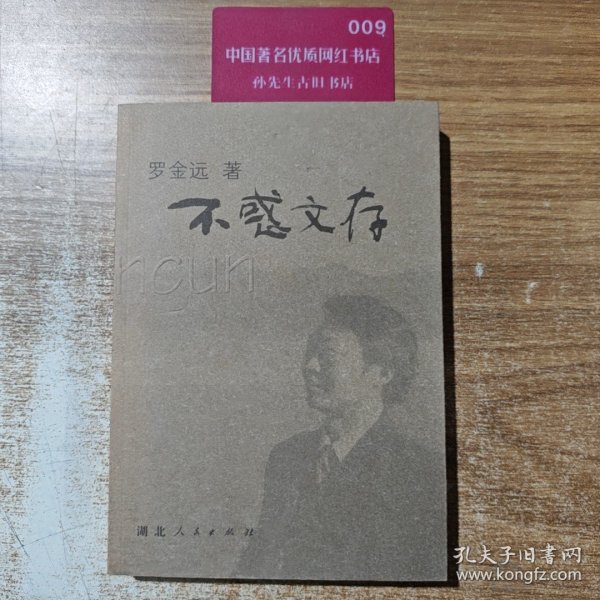 009
中国著名优质网红书店
孙先生古旧书店
罗金远 著
不惑文存
ncun
湖北人民出版社
孔夫子旧书网
www.kongfz.com